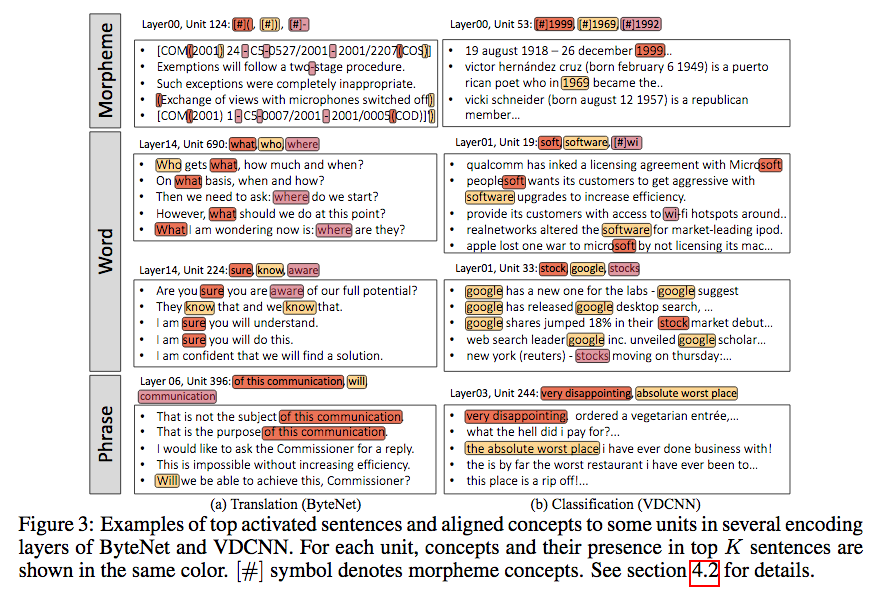 Morpheme
Layer00, Unit 124: [#](, [#]), [#]-
• [COM(2001) 24 - C5-0527/2001 - 2001/2207(COS)]
• Exemptions will follow a two-stage procedure.
• Such exceptions were completely inappropriate.
• (Exchange of views with microphones switched off)
• [COM(2001) 1 - C5-0007/2001 - 2001/0005(COD)]]
Layer00, Unit 53: [#]1999, [#]1969, [#]1992
• 19 august 1918 – 26 december 1999..
• victor hernández cruz (born february 6 1949) is a puerto
rican poet who in 1969 became the..
• vicki schneider (born august 12 1957) is a republican
member...
Word
Layer14, Unit 690: what, who, where
• Who gets what, how much and when?
• On what basis, when and how?
• Then we need to ask: where do we start?
• However, what should we do at this point?
• What I am wondering now is: where are they?
Layer01, Unit 19: soft, software, [#]wi
• qualcomm has inked a licensing agreement with Microsoft
• peoplesoft wants its customers to get aggressive with
software upgrades to increase efficiency.
• provide its customers with access to wi-fi hotspots around..
• realnetworks altered the software for market-leading ipod.
• apple lost one war to microsoft by not licensing its mac...
Layer14, Unit 224: sure, know, aware
• Are you sure you are aware of our full potential?
• They know that and we know that.
• I am sure you will understand.
• I am sure you will do this.
• I am confident that we will find a solution.
Layer01, Unit 33: stock, google, stocks
• google has a new one for the labs - google suggest
• google has released google desktop search, ...
• google shares jumped 18% in their stock market debut...
• web search leader google inc. unveiled google scholar...
• new york (reuters) - stocks moving on thursday:...
Phrase
Layer 06, Unit 396: of this communication, will,
communication
• That is not the subject of this communication.
• That is the purpose of this communication.
• I would like to ask the Commissioner for a reply.
• This is impossible without increasing efficiency.
• Will we be able to achieve this, Commissioner?
Layer03, Unit 244: very disappointing, absolute worst place
• very disappointing, ordered a vegetarian entrée,...
• what the hell did i pay for?...
• the absolute worst place i have ever done business with!
• the is by far the worst restaurant i have ever been to...
• this place is a rip off!...
(a) Translation (ByteNet)
(b) Classification (VDCNN)
Figure 3: Examples of top activated sentences and aligned concepts to some units in several encoding
layers of ByteNet and VDCNN. For each unit, concepts and their presence in top K sentences are
shown in the same color. [#] symbol denotes morpheme concepts. See section 4.2 for details.